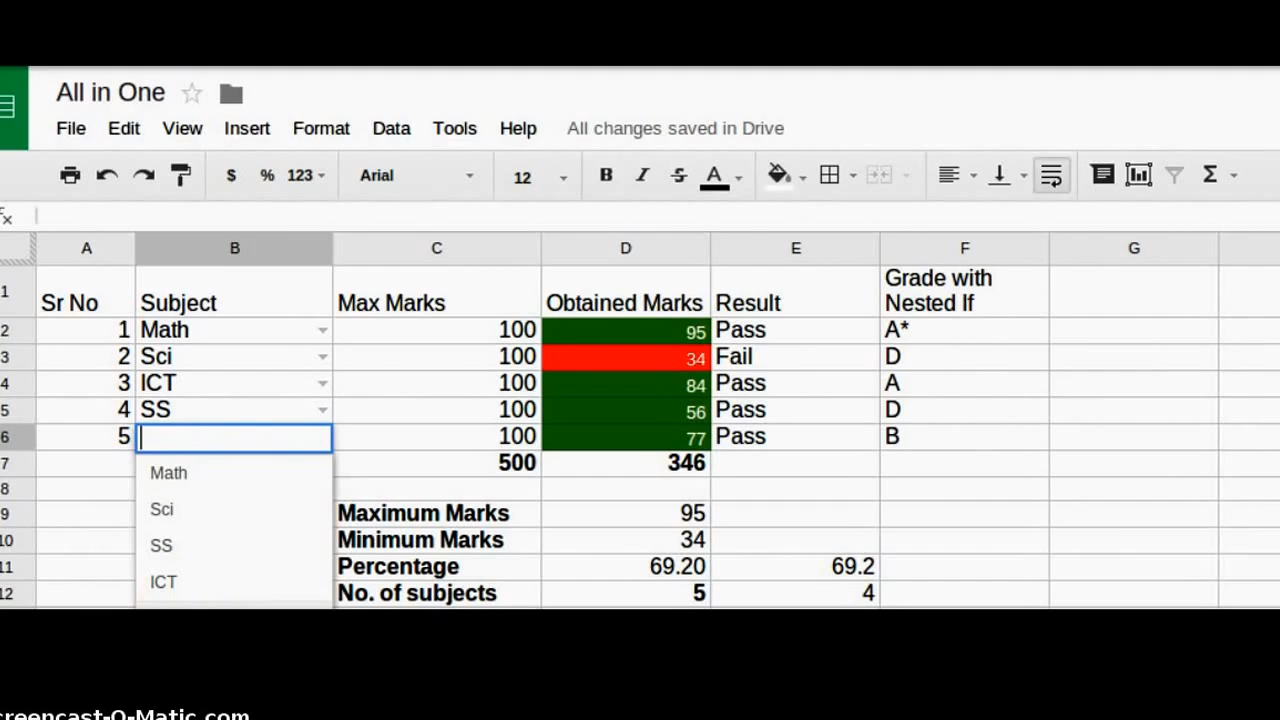 All in One
File Edit View Insert Format Data Tools Help All changes saved in Drive
$ % 123 Arial 12 B I S A Σ
fx
A B C D E F G
1 Sr No Subject Max Marks Obtained Marks Result Grade with Nested If
2 1 Math 100 95 Pass A*
3 2 Sci 100 34 Fail D
4 3 ICT 100 84 Pass A
5 4 SS 100 56 Pass D
6 5 100 77 Pass B
7 500 346
Math
8
Sci
9 Maximum Marks 95
10 Minimum Marks 34
SS
11 Percentage 69.20 69.2
ICT
12 No. of subjects 5 4
creencast-O-Matic.com